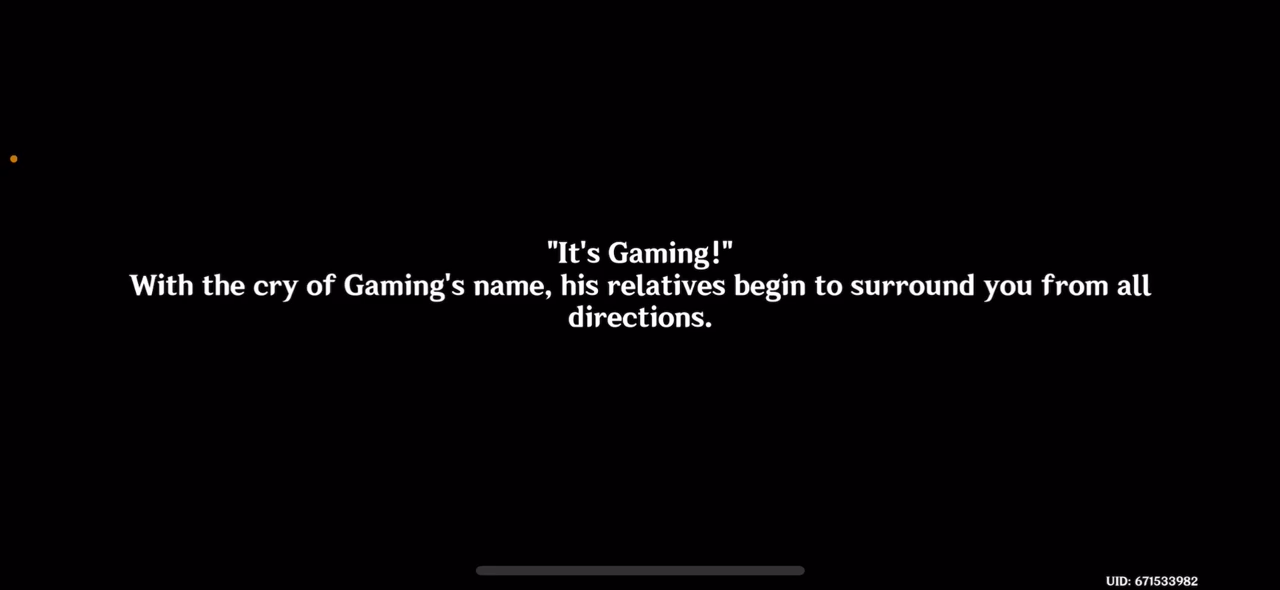 "It's Gaming!"
With the cry of Gaming's name, his relatives begin to surround you from all
directions.
UID: 671533982